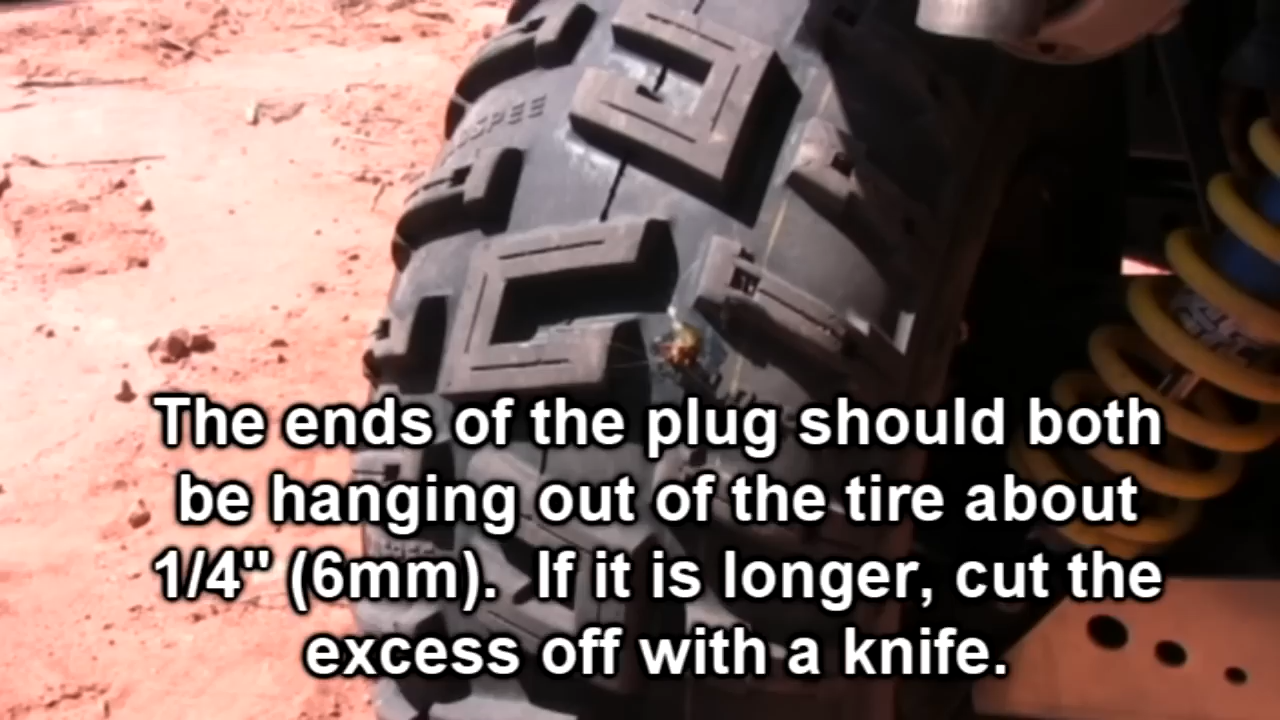 The ends of the plug should both
be hanging out of the tire about
1/4" (6mm).  If it is longer, cut the
excess off with a knife.